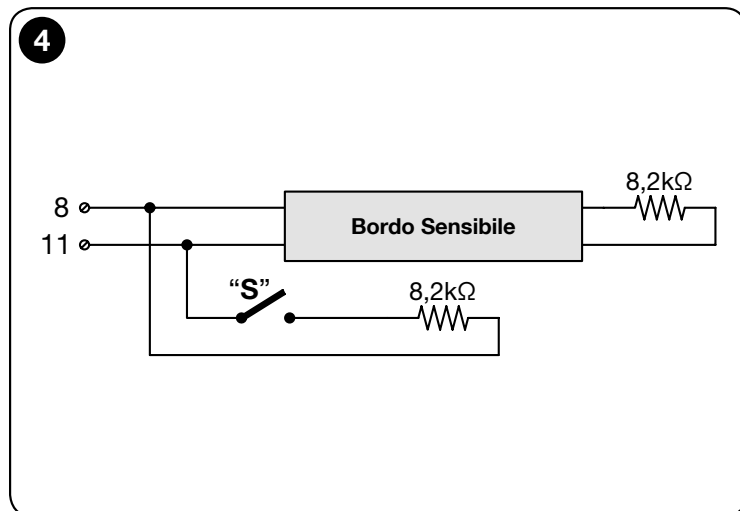 4
8,2kΩ
8
Bordo Sensibile
11
“S”
8,2kΩ